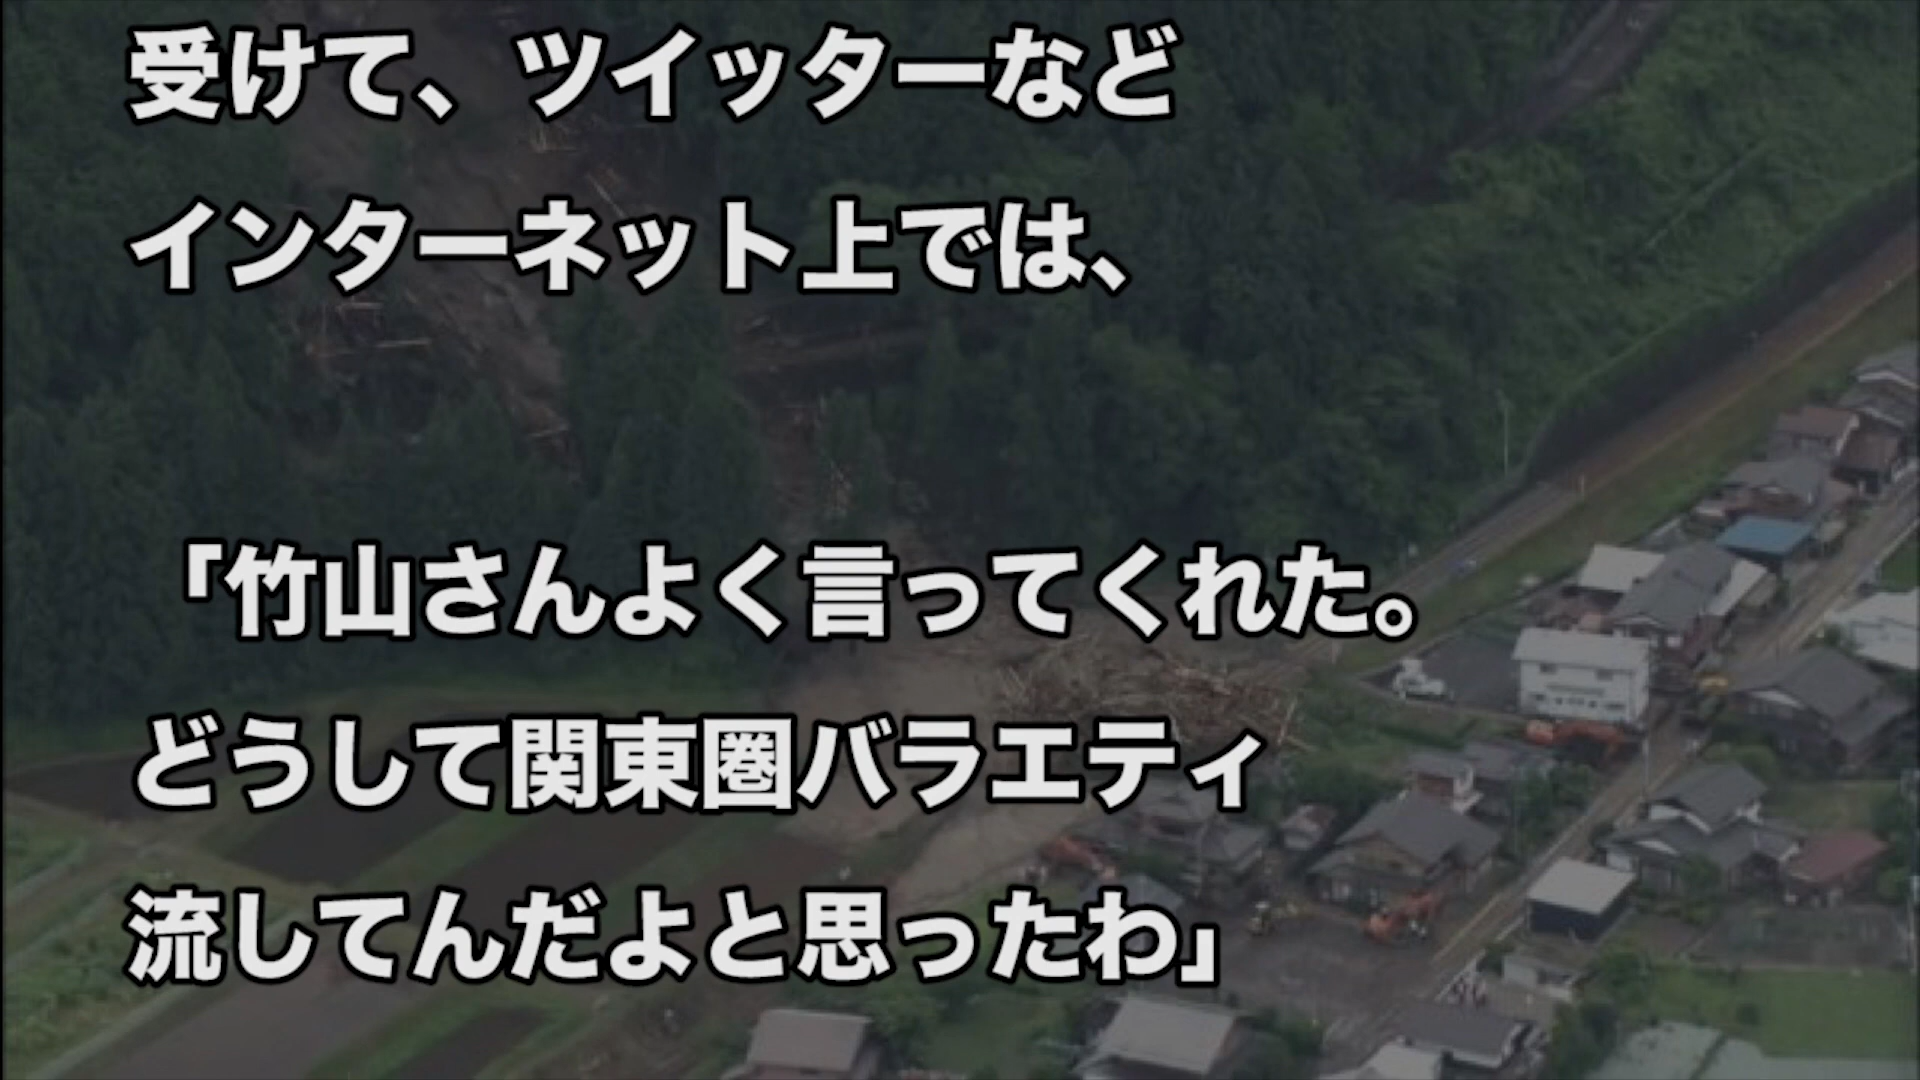 受けて、ツイッターなど
インターネット上では、
「竹山さんよく言ってくれた。
どうして関東圏バラエティ
流してんだよと思ったわ」